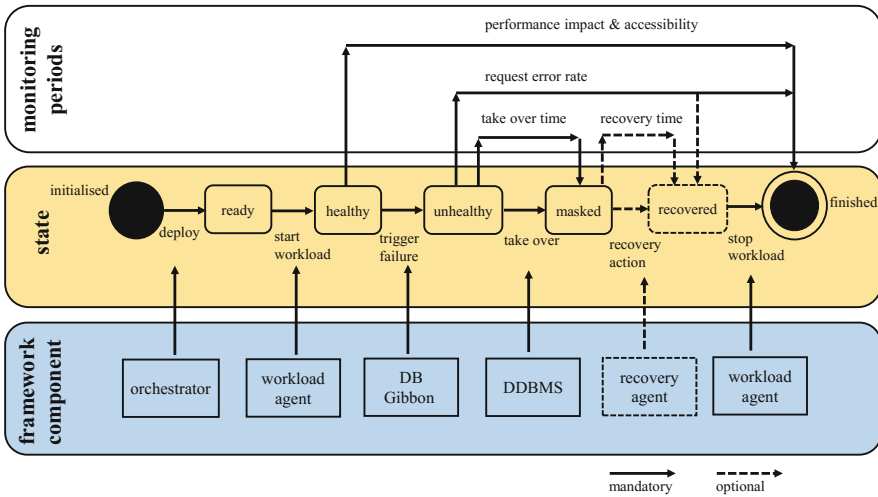 monitoring
periods
performance impact & accessibility
request error rate
take over time
recovery time
state
initialised
ready
healthy
unhealthy
masked
recovered
finished
deploy
start
workload
trigger
failure
take over
recovery
action
stop
workload
framework
component
orchestrator
workload
agent
DB
Gibbon
DDBMS
recovery
agent
workload
agent
mandatory
optional